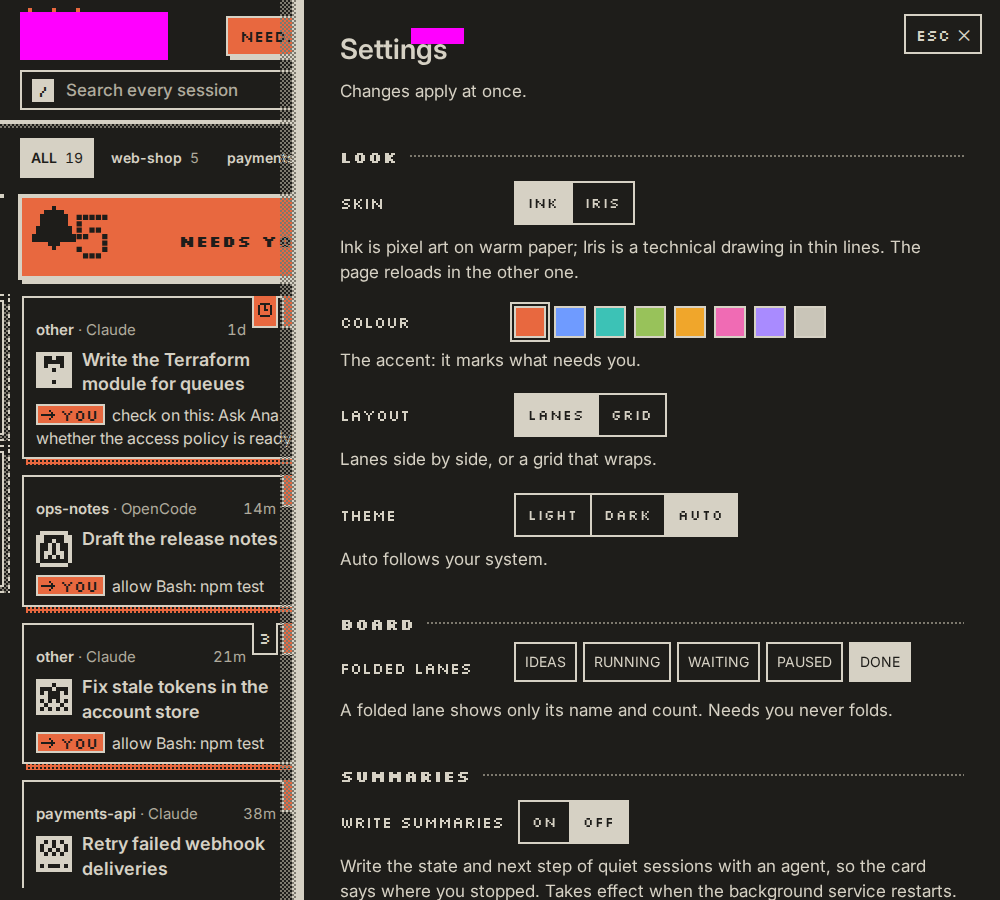 NEED
/ Search every session
ALL 19 web-shop 5 payments
5 NEEDS YO
other · Claude 1d
Write the Terraform
module for queues
→ YOU check on this: Ask Ana
whether the access policy is ready
ops-notes · OpenCode 14m
Draft the release notes
→ YOU allow Bash: npm test
3
other · Claude 21m
Fix stale tokens in the
account store
→ YOU allow Bash: npm test
payments-api · Claude 38m
Retry failed webhook
deliveries
Settings
ESC ×
Changes apply at once.
LOOK
SKIN INK IRIS
Ink is pixel art on warm paper; Iris is a technical drawing in thin lines. The
page reloads in the other one.
COLOUR
The accent: it marks what needs you.
LAYOUT LANES GRID
Lanes side by side, or a grid that wraps.
THEME LIGHT DARK AUTO
Auto follows your system.
BOARD
FOLDED LANES IDEAS RUNNING WAITING PAUSED DONE
A folded lane shows only its name and count. Needs you never folds.
SUMMARIES
WRITE SUMMARIES ON OFF
Write the state and next step of quiet sessions with an agent, so the card
says where you stopped. Takes effect when the background service restarts.